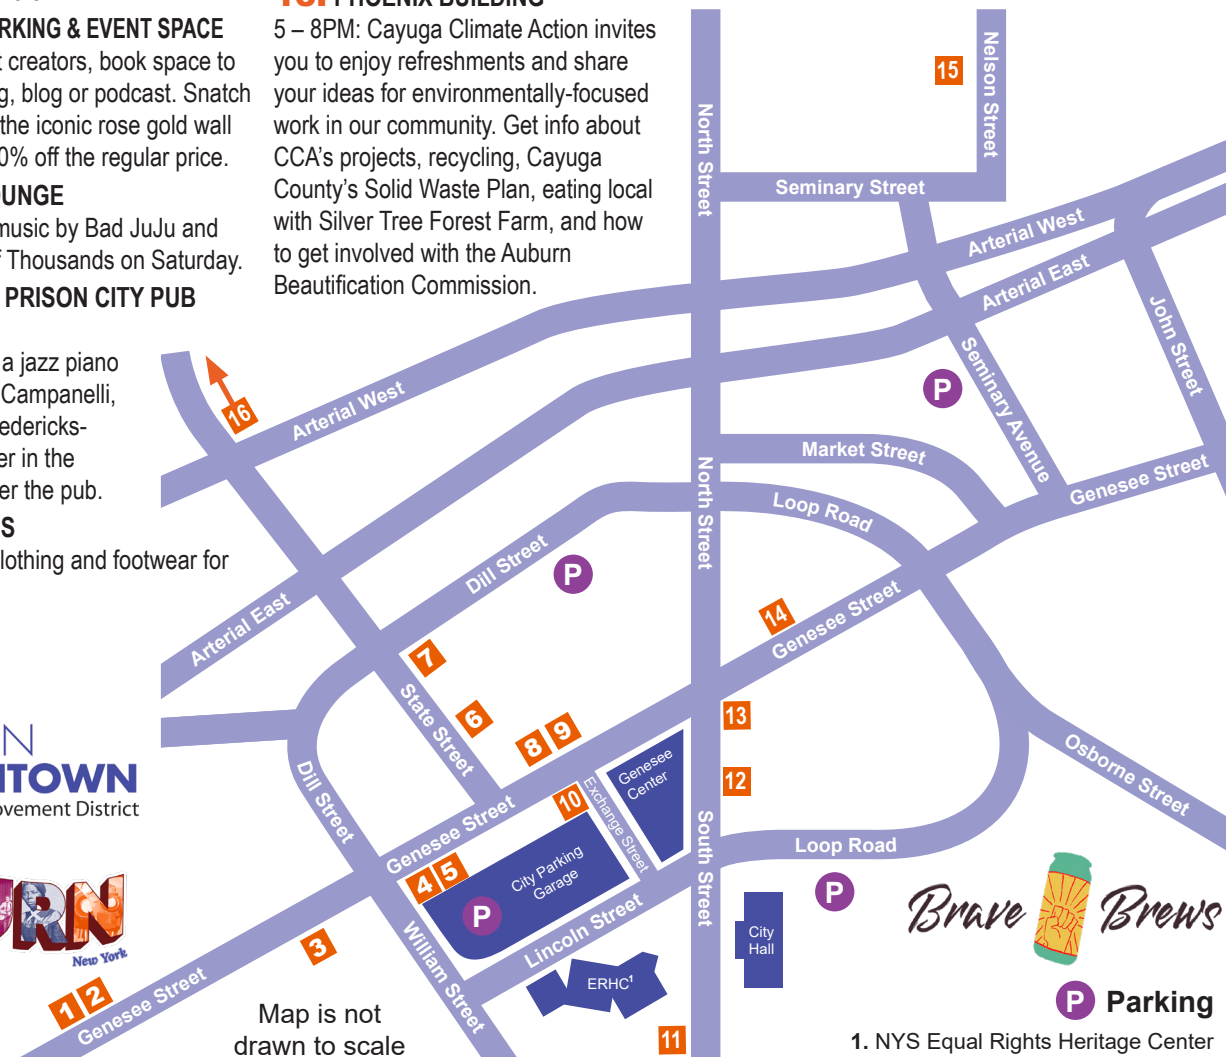 RKING & EVENT SPACE
t creators, book space to
g, blog or podcast. Snatch
the iconic rose gold wall
0% off the regular price.
OUNGE
music by Bad JuJu and
f Thousands on Saturday.
PRISON CITY PUB
a jazz piano
Campanelli,
edericks-
er in the
er the pub.
S
lothing and footwear for
PHOENIX BUILDING
5 – 8PM: Cayuga Climate Action invites
you to enjoy refreshments and share
your ideas for environmentally-focused
work in our community. Get info about
CCA's projects, recycling, Cayuga
County's Solid Waste Plan, eating local
with Silver Tree Forest Farm, and how
to get involved with the Auburn
Beautification Commission.
15
Nelson Street
North Street
Seminary Street
Arterial West
Arterial East
John Street
Seminary Avenue
P
16
Arterial West
Market Street
Genesee Street
North Street
Loop Road
Dill Street
P
Arterial East
14
Genesee Street
7
State Street
6
8
9
13
12
Genesee
Center
Exchange Street
10
Dill Street
Genesee Street
4
5
City Parking
Garage
P
South Street
Loop Road
Osborne Street
P
City
Hall
Lincoln Street
William Street
ERHC¹
3
1
2
Genesee Street
11
N
NTOWN
ovement District
URN
New York
Map is not
drawn to scale
Brave Brews
P Parking
1. NYS Equal Rights Heritage Center